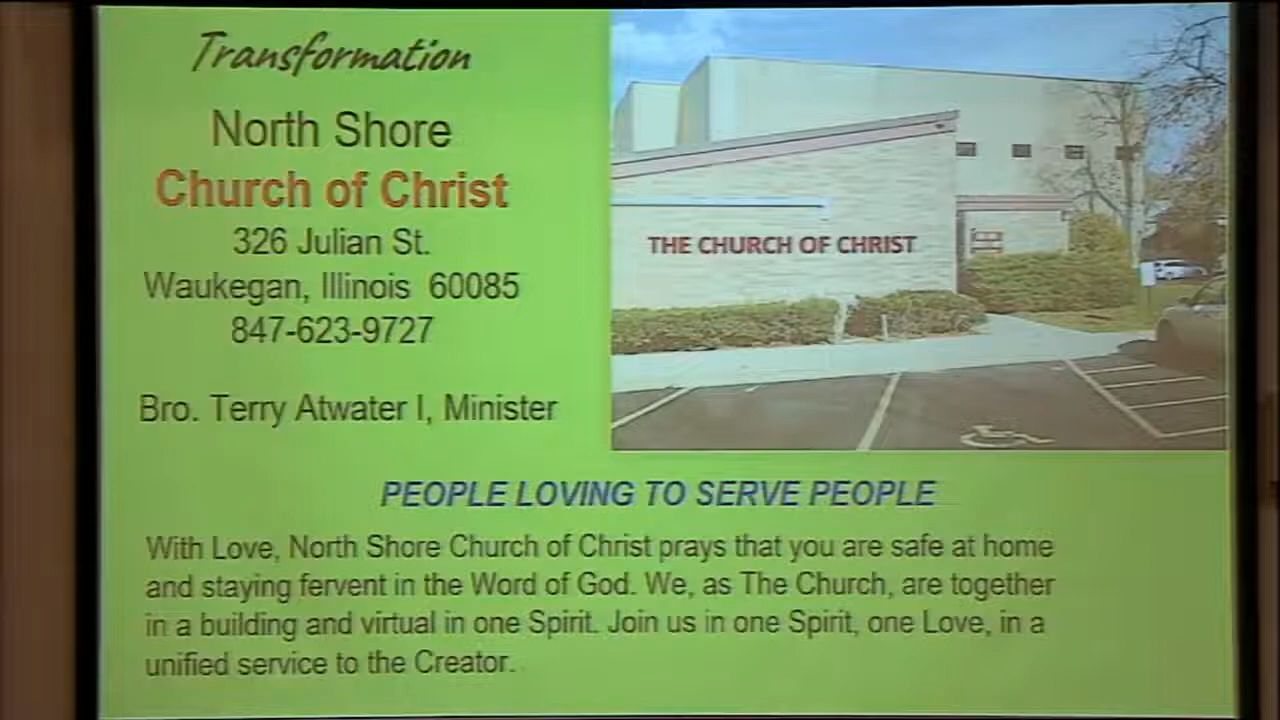 Transformation
North Shore
Church of Christ
326 Julian St.
Waukegan, Illinois 60085
847-623-9727
Bro. Terry Atwater I, Minister
THE CHURCH OF CHRIST
PEOPLE LOVING TO SERVE PEOPLE
With Love, North Shore Church of Christ prays that you are safe at home
and staying fervent in the Word of God. We, as The Church, are together
in a building and virtual in one Spirit. Join us in one Spirit, one Love, in a
unified service to the Creator.